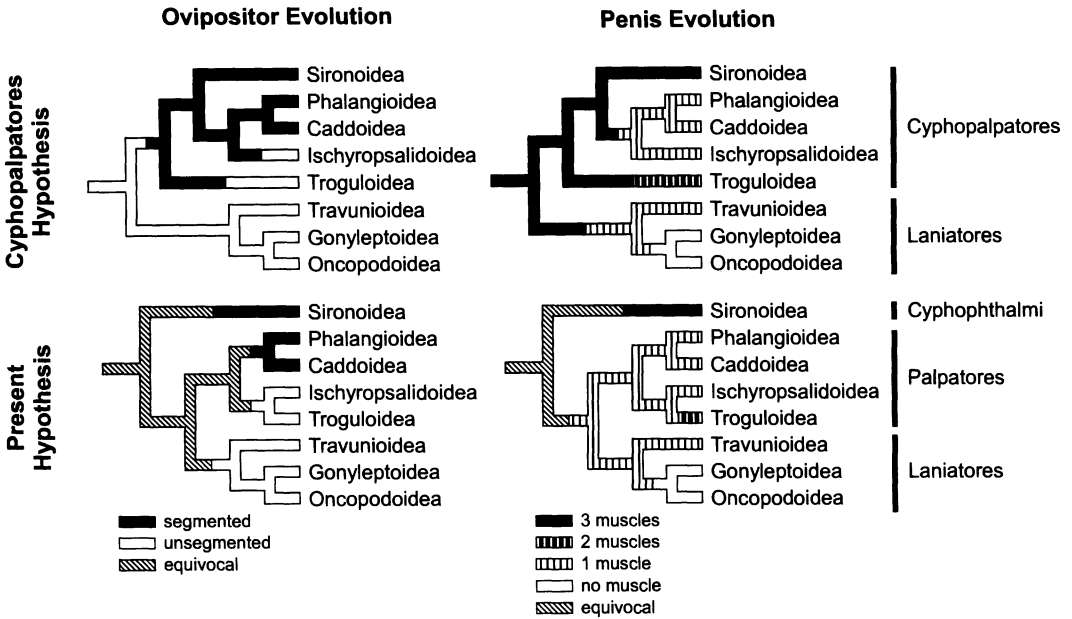 Ovipositor Evolution
Penis Evolution
Cyphopalpatores
Hypothesis
Sironoidea
Phalangioidea
Caddoidea
Ischyropsalidoidea
Troguloidea
Travunioidea
Gonyleptoidea
Oncopodoidea
Sironoidea
Phalangioidea
Caddoidea
Ischyropsalidoidea
Troguloidea
Travunioidea
Gonyleptoidea
Oncopodoidea
Cyphopalpatores
Laniatores
Present
Hypothesis
Sironoidea
Phalangioidea
Caddoidea
Ischyropsalidoidea
Troguloidea
Travunioidea
Gonyleptoidea
Oncopodoidea
Sironoidea
Phalangioidea
Caddoidea
Ischyropsalidoidea
Troguloidea
Travunioidea
Gonyleptoidea
Oncopodoidea
Cyphophthalmi
Palpatores
Laniatores
segmented
unsegmented
equivocal
3 muscles
2 muscles
1 muscle
no muscle
equivocal